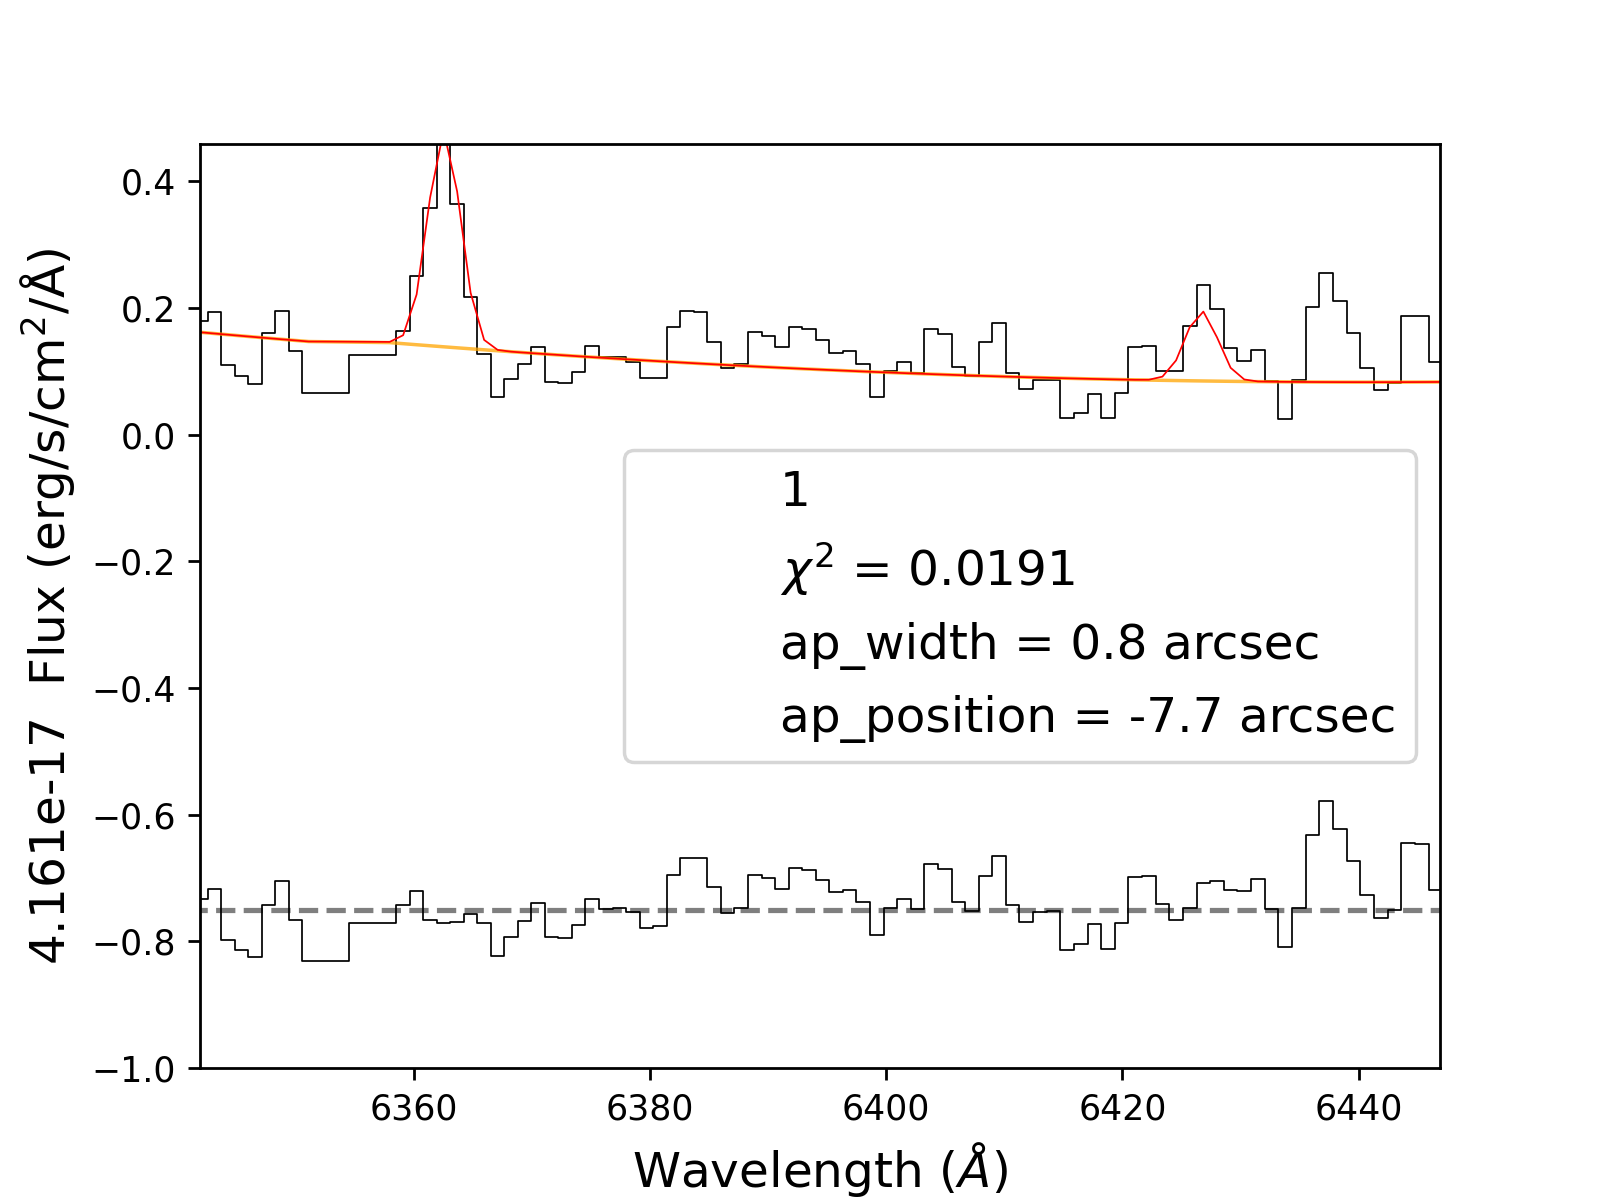 4.161e-17 Flux (erg/s/cm²/Å)
0.4
0.2
0.0
−0.2
−0.4
−0.6
−0.8
−1.0
1
χ² = 0.0191
ap_width = 0.8 arcsec
ap_position = -7.7 arcsec
6360 6380 6400 6420 6440
Wavelength (Å)